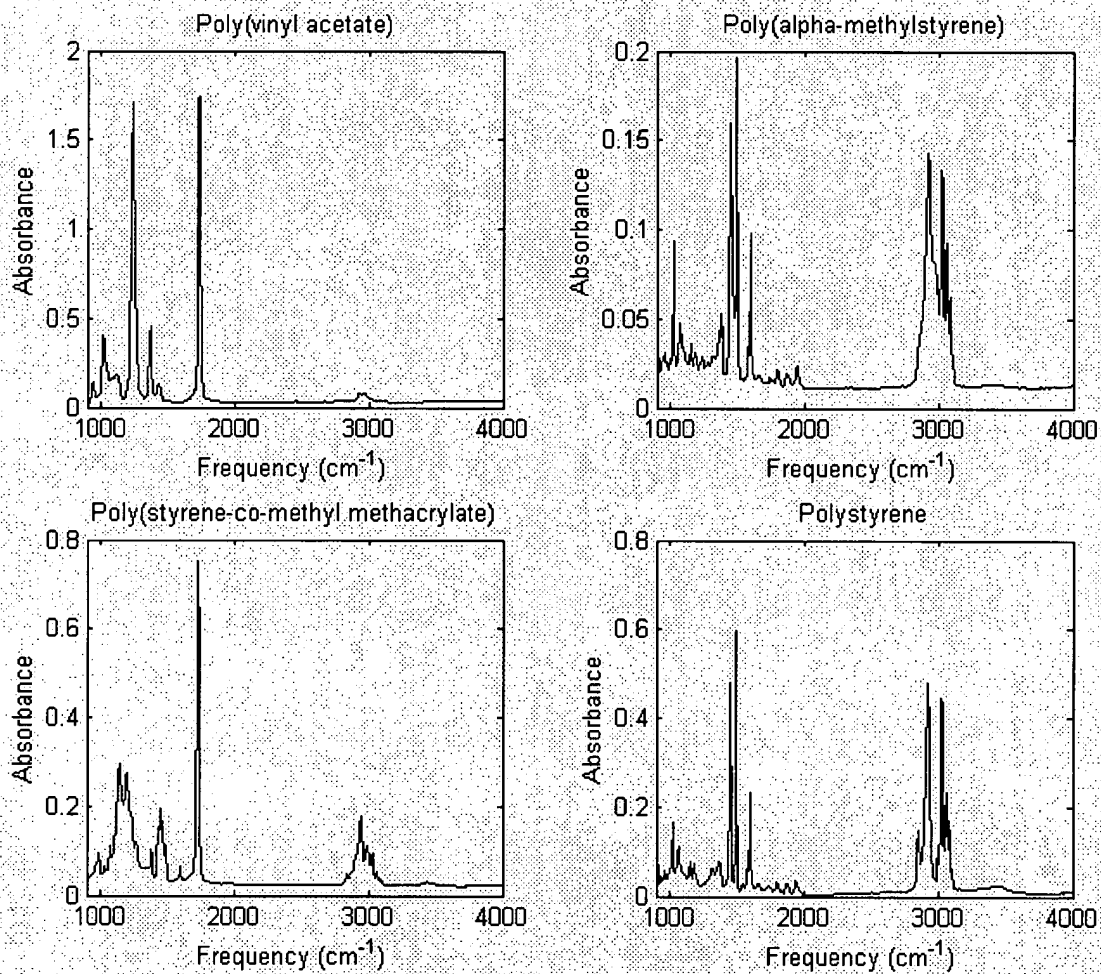 Poly(vinyl acetate)
2
1.5
1
0.5
0
Absorbance
1000 2000 3000 4000
Frequency (cm-1)
Poly(alpha-methylstyrene)
0.2
0.15
0.1
0.05
0
Absorbance
1000 2000 3000 4000
Frequency (cm-1)
Poly(styrene-co-methyl methacrylate)
0.8
0.6
0.4
0.2
0
Absorbance
1000 2000 3000 4000
Frequency (cm-1)
Polystyrene
0.8
0.6
0.4
0.2
0
Absorbance
1000 2000 3000 4000
Frequency (cm-1)